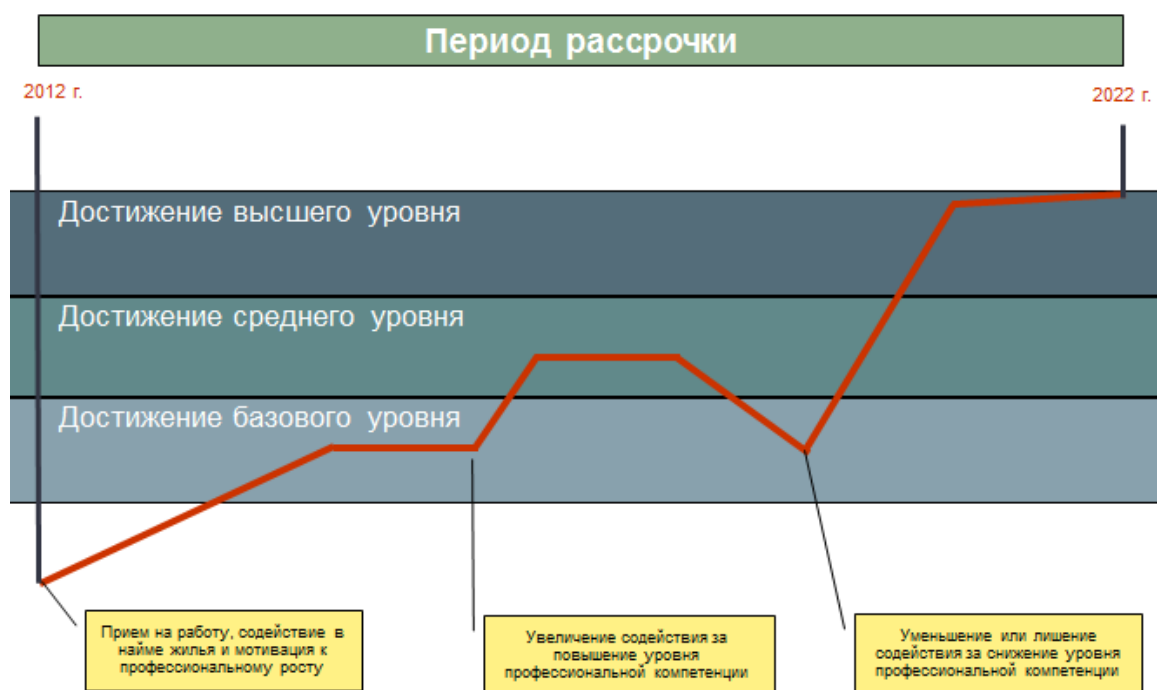 Период рассрочки
2012 г.
2022 г.
Достижение высшего уровня
Достижение среднего уровня
Достижение базового уровня
Прием на работу, содействие в
найме жилья и мотивация к
профессиональному росту
Увеличение содействия за
повышение уровня
профессиональной компетенции
Уменьшение или лишение
содействия за снижение уровня
профессиональной компетенции